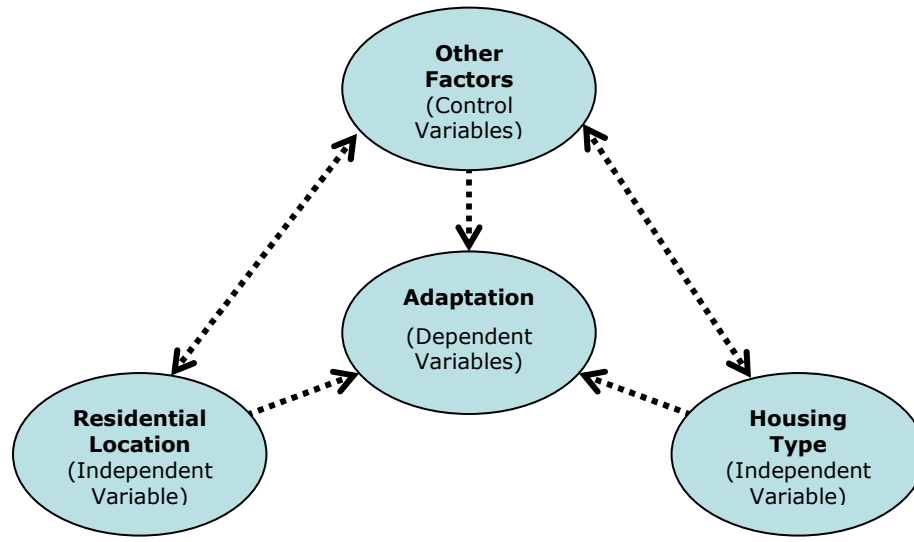 Other
Factors
(Control
Variables)
Adaptation
(Dependent
Variables)
Residential
Location
(Independent
Variable)
Housing
Type
(Independent
Variable)